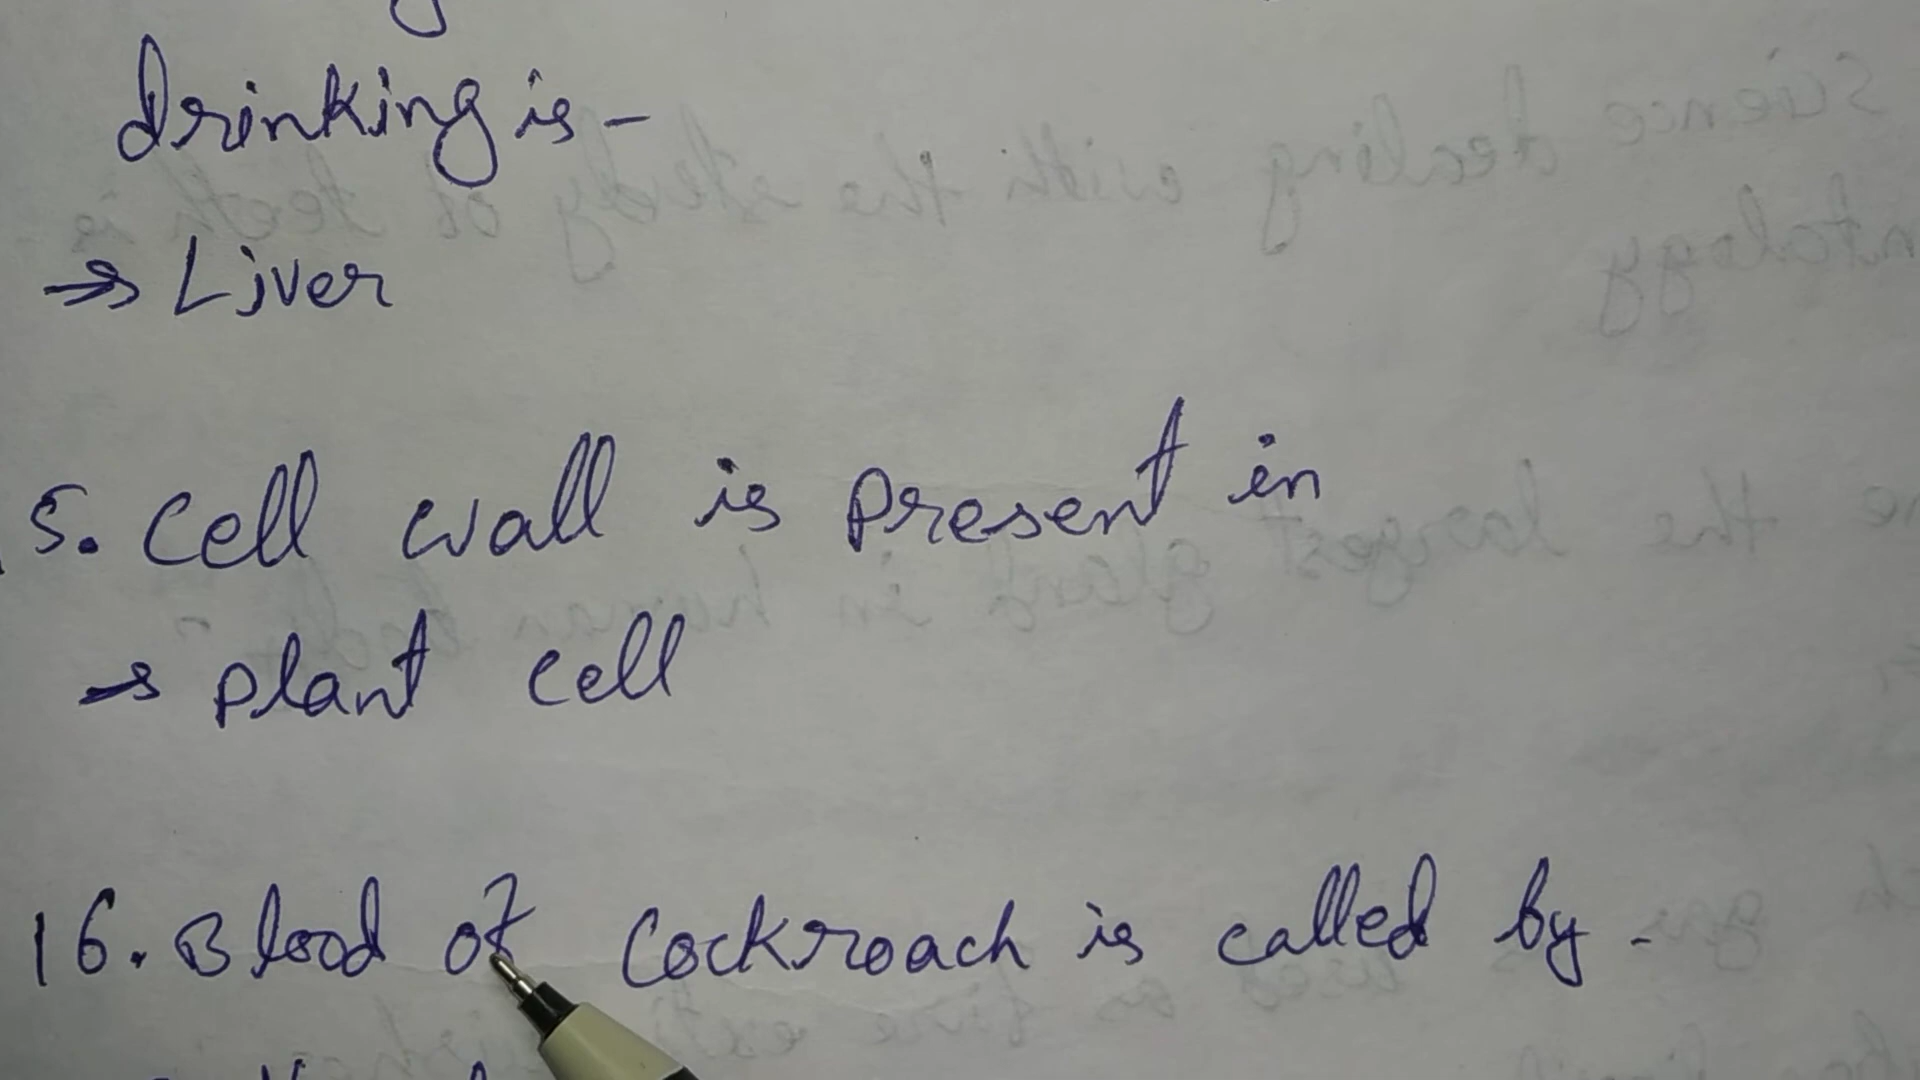 drinking is -
→ Liver
5. Cell wall is present in
→ plant cell
16. Blood of Cockroach is called by -